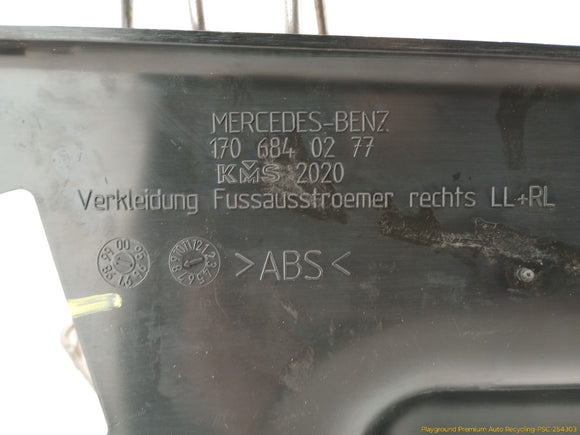 MERCEDES-BENZ
170 684 02 77
KMS 2020
Verkleidung Fussausstroemer rechts LL+RL
>ABS<
Playground Premium Auto Recycling-PSC-254303